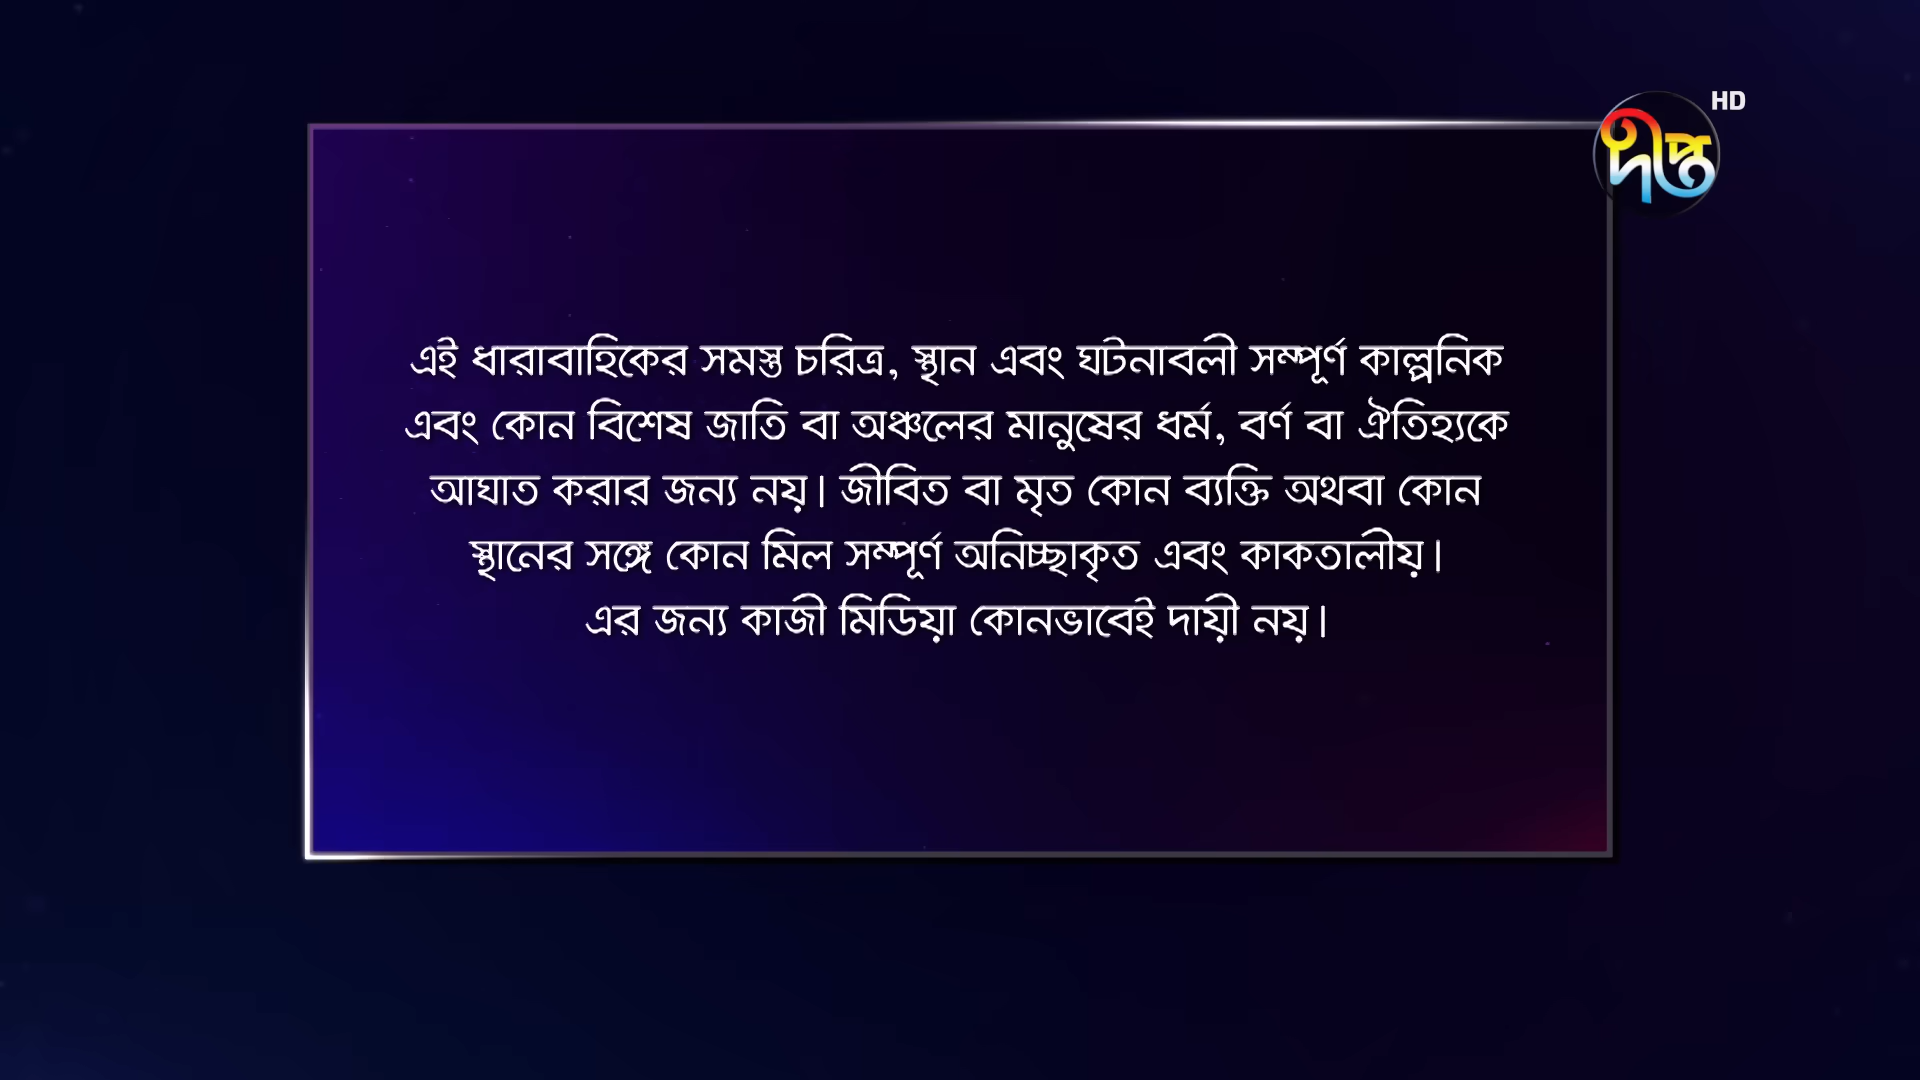 HD
দীপ্ত
এই ধারাবাহিকের সমস্ত চরিত্র, স্থান এবং ঘটনাবলী সম্পূর্ণ কাল্পনিক
এবং কোন বিশেষ জাতি বা অঞ্চলের মানুষের ধর্ম, বর্ণ বা ঐতিহ্যকে
আঘাত করার জন্য নয়। জীবিত বা মৃত কোন ব্যক্তি অথবা কোন
স্থানের সঙ্গে কোন মিল সম্পূর্ণ অনিচ্ছাকৃত এবং কাকতালীয়।
এর জন্য কাজী মিডিয়া কোনভাবেই দায়ী নয়।